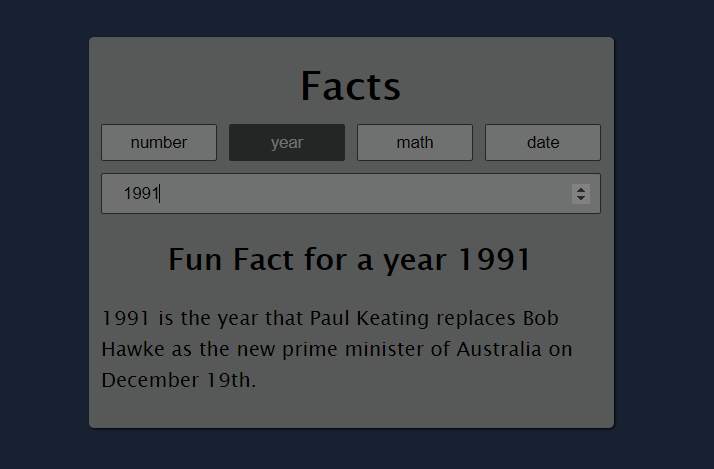 Facts
number year math date
1991
Fun Fact for a year 1991
1991 is the year that Paul Keating replaces Bob
Hawke as the new prime minister of Australia on
December 19th.